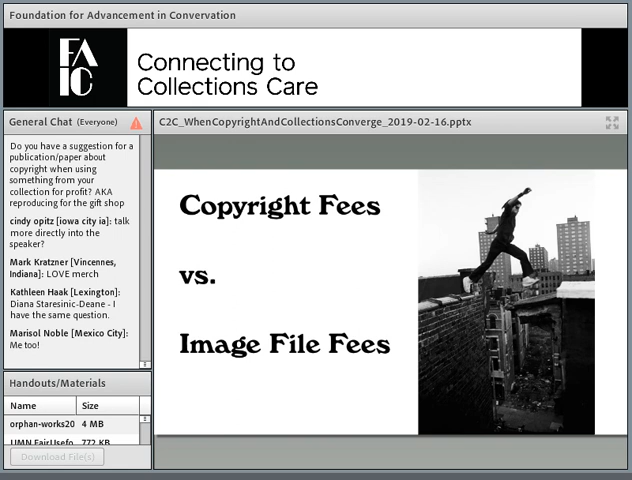 Foundation for Advancement in Convervation
FA
IC
Connecting to
Collections Care
General Chat (Everyone)
Do you have a suggestion for a
publication/paper about
copyright when using
something from your
collection for profit? AKA
reproducing for the gift shop
cindy opitz [iowa city ia]: talk
more directly into the
speaker?
Mark Kratzner [Vincennes,
Indiana]: LOVE merch
Kathleen Haak [Lexington]:
Diana Staresinic-Deane - I
have the same question.
Marisol Noble [Mexico City]:
Me too!
Handouts/Materials
Name Size
orphan-works20 4 MB
UMN FairUsefo 772 KB
Download File(s)
C2C_WhenCopyrightAndCollectionsConverge_2019-02-16.pptx
Copyright Fees
vs.
Image File Fees